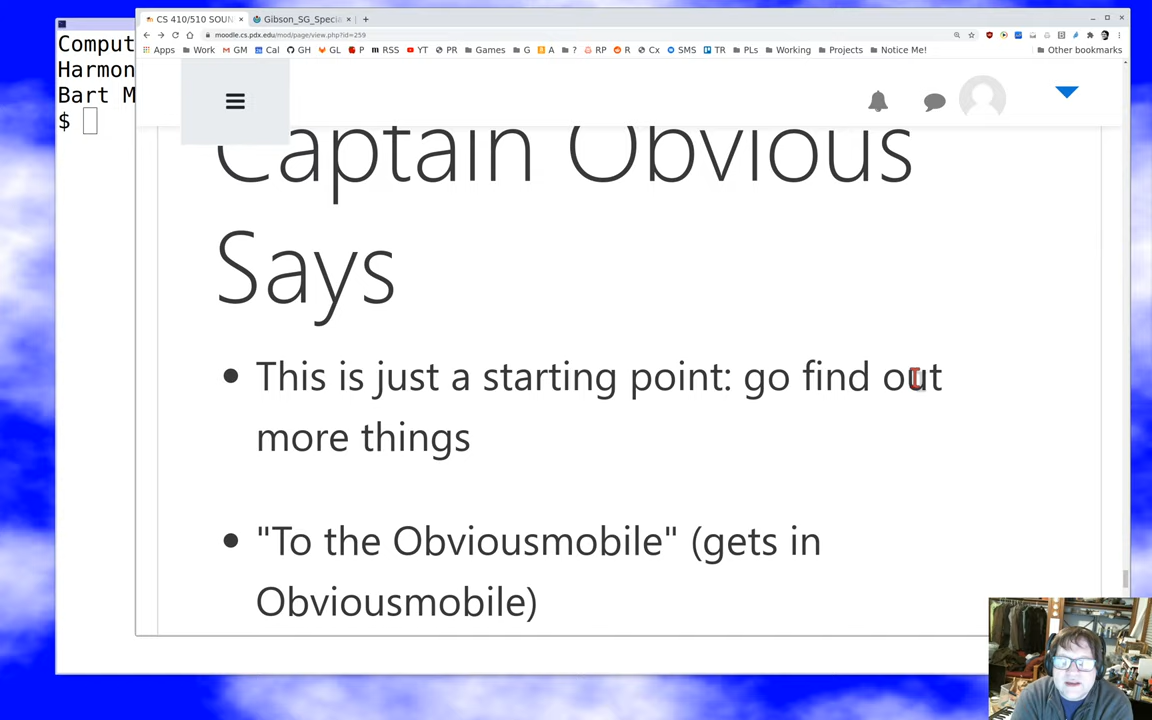 CS 410/510 SOUN
Gibson_SG_Specia
moodle.cs.pdx.edu/mod/page/view.php?id=259
Apps Work GM Cal GH GL P RSS YT PR Games G A ? RP R Cx SMS TR PLs Working Projects Notice Me! Other bookmarks
Comput
Harmon
Bart M
$
Captain Obvious
Says
• This is just a starting point: go find out
more things
• "To the Obviousmobile" (gets in
Obviousmobile)